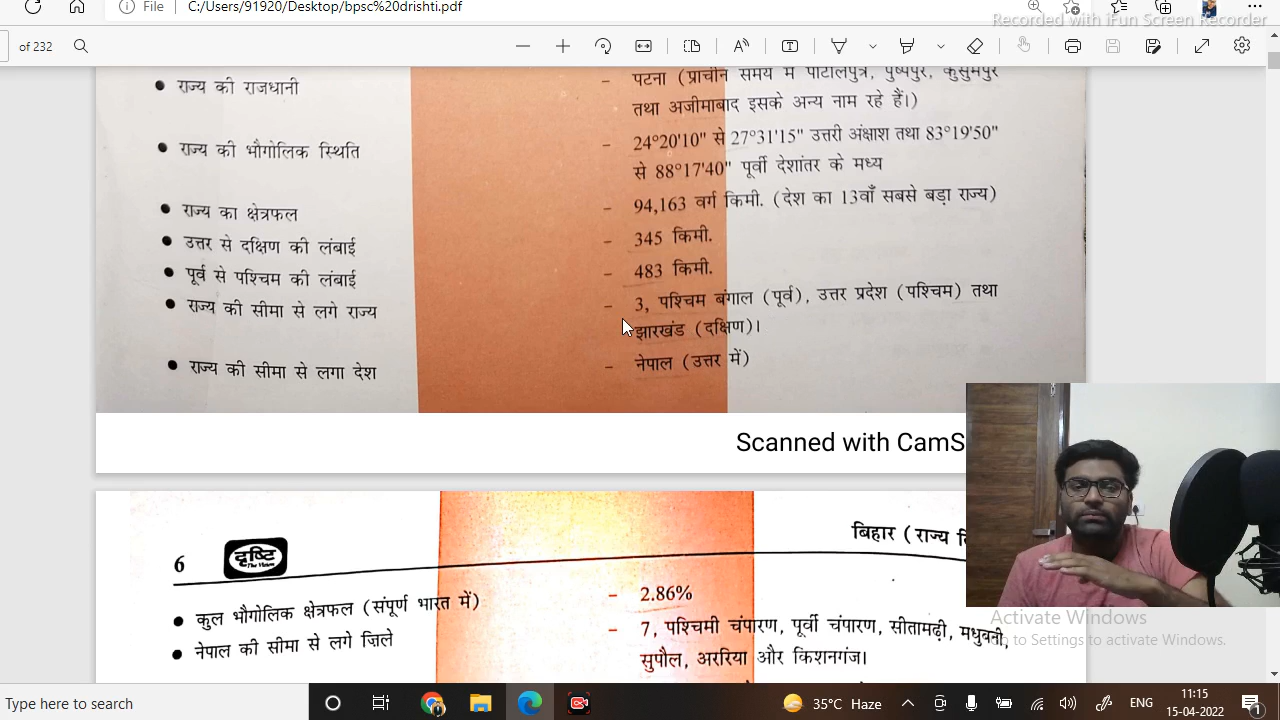 File
C:/Users/91920/Desktop/bpsc%20drishti.pdf
Recorded with iFun Screen Recorder
of 232
राज्य की राजधानी
– पटना (प्राचीन समय में पाटलिपुत्र, पुष्पपुर, कुसुमपुर
तथा अजीमाबाद इसके अन्य नाम रहे हैं।)
राज्य की भौगोलिक स्थिति
– 24°20'10" से 27°31'15" उत्तरी अंक्षाश तथा 83°19'50"
से 88°17'40" पूर्वी देशांतर के मध्य
राज्य का क्षेत्रफल
– 94,163 वर्ग किमी. (देश का 13वाँ सबसे बड़ा राज्य)
उत्तर से दक्षिण की लंबाई
– 345 किमी.
पूर्व से पश्चिम की लंबाई
– 483 किमी.
राज्य की सीमा से लगे राज्य
– 3, पश्चिम बंगाल (पूर्व), उत्तर प्रदेश (पश्चिम) तथा
झारखंड (दक्षिण)।
राज्य की सीमा से लगा देश
– नेपाल (उत्तर में)
Scanned with CamS
6
दृष्टि
The Vision
बिहार (राज्य
कुल भौगोलिक क्षेत्रफल (संपूर्ण भारत में)
– 2.86%
नेपाल की सीमा से लगे ज़िले
– 7, पश्चिमी चंपारण, पूर्वी चंपारण, सीतामढ़ी, मधुबनी,
सुपौल, अररिया और किशनगंज।
Activate Windows
Go to Settings to activate Windows.
Type here to search
35°C Haze
ENG
11:15
15-04-2022
1